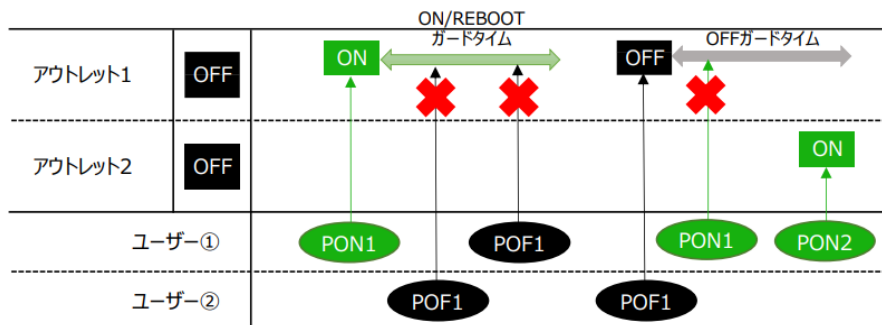 ON/REBOOT
ガードタイム
OFFガードタイム
アウトレット1 OFF ON OFF
アウトレット2 OFF ON
ユーザー① PON1 POF1 PON1 PON2
ユーザー② POF1 POF1